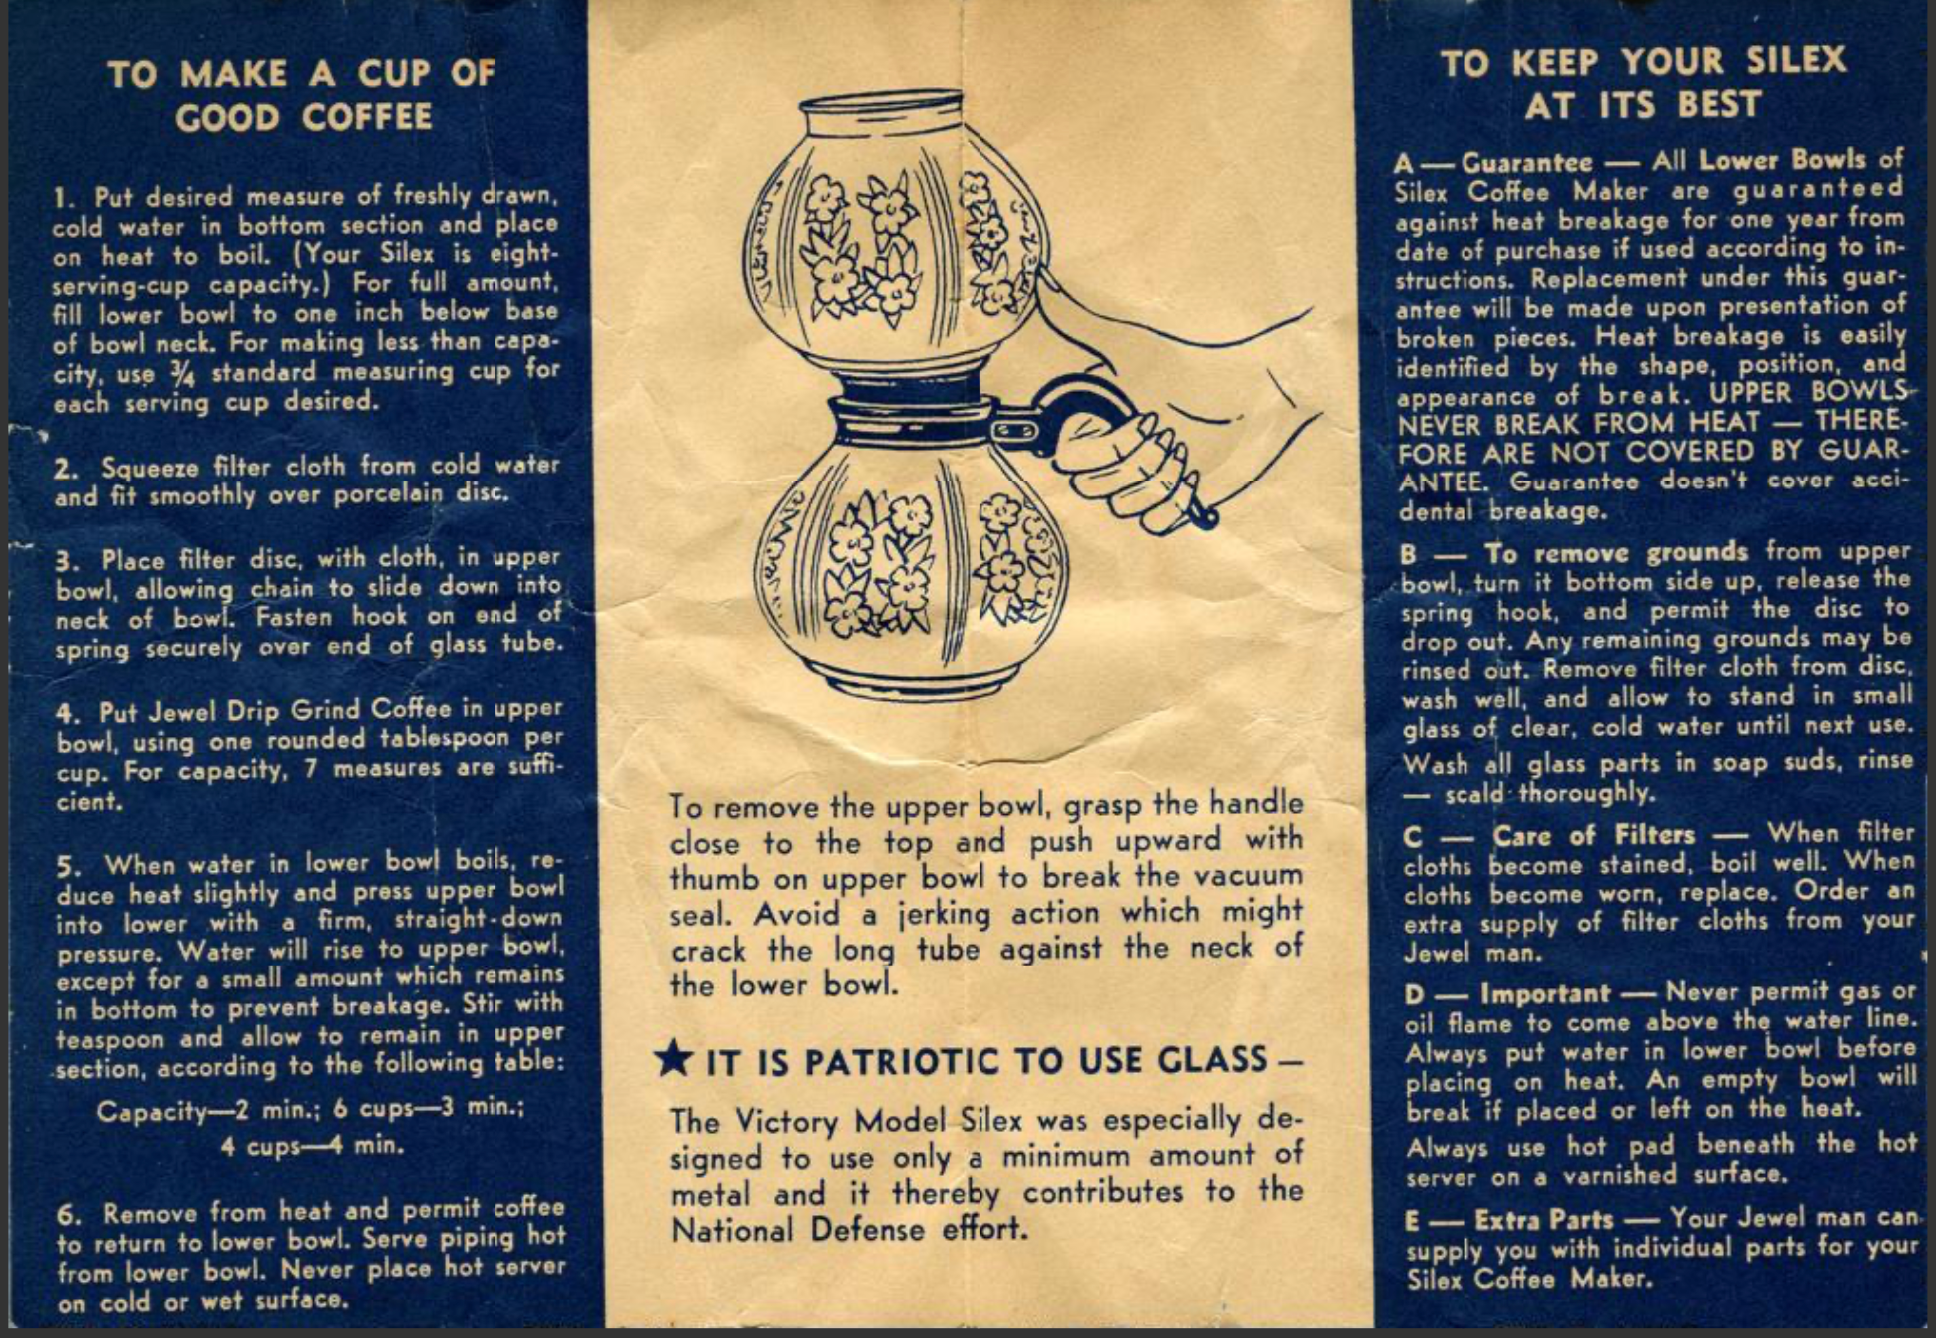 TO MAKE A CUP OF
GOOD COFFEE
1. Put desired measure of freshly drawn,
cold water in bottom section and place
on heat to boil. (Your Silex is eight-
serving-cup capacity.) For full amount,
fill lower bowl to one inch below base
of bowl neck. For making less than capa-
city, use ¾ standard measuring cup for
each serving cup desired.
2. Squeeze filter cloth from cold water
and fit smoothly over porcelain disc.
3. Place filter disc, with cloth, in upper
bowl, allowing chain to slide down into
neck of bowl. Fasten hook on end of
spring securely over end of glass tube.
4. Put Jewel Drip Grind Coffee in upper
bowl, using one rounded tablespoon per
cup. For capacity, 7 measures are suffi-
cient.
5. When water in lower bowl boils, re-
duce heat slightly and press upper bowl
into lower with a firm, straight-down
pressure. Water will rise to upper bowl,
except for a small amount which remains
in bottom to prevent breakage. Stir with
teaspoon and allow to remain in upper
section, according to the following table:
Capacity—2 min.; 6 cups—3 min.;
4 cups—4 min.
6. Remove from heat and permit coffee
to return to lower bowl. Serve piping hot
from lower bowl. Never place hot server
on cold or wet surface.
To remove the upper bowl, grasp the handle
close to the top and push upward with
thumb on upper bowl to break the vacuum
seal. Avoid a jerking action which might
crack the long tube against the neck of
the lower bowl.
★ IT IS PATRIOTIC TO USE GLASS —
The Victory Model Silex was especially de-
signed to use only a minimum amount of
metal and it thereby contributes to the
National Defense effort.
TO KEEP YOUR SILEX
AT ITS BEST
A — Guarantee — All Lower Bowls of
Silex Coffee Maker are guaranteed
against heat breakage for one year from
date of purchase if used according to in-
structions. Replacement under this guar-
antee will be made upon presentation of
broken pieces. Heat breakage is easily
identified by the shape, position, and
appearance of break. UPPER BOWLS
NEVER BREAK FROM HEAT — THERE-
FORE ARE NOT COVERED BY GUAR-
ANTEE. Guarantee doesn't cover acci-
dental breakage.
B — To remove grounds from upper
bowl, turn it bottom side up, release the
spring hook, and permit the disc to
drop out. Any remaining grounds may be
rinsed out. Remove filter cloth from disc,
wash well, and allow to stand in small
glass of clear, cold water until next use.
Wash all glass parts in soap suds, rinse
— scald thoroughly.
C — Care of Filters — When filter
cloths become stained, boil well. When
cloths become worn, replace. Order an
extra supply of filter cloths from your
Jewel man.
D — Important — Never permit gas or
oil flame to come above the water line.
Always put water in lower bowl before
placing on heat. An empty bowl will
break if placed or left on the heat.
Always use hot pad beneath the hot
server on a varnished surface.
E — Extra Parts — Your Jewel man can
supply you with individual parts for your
Silex Coffee Maker.